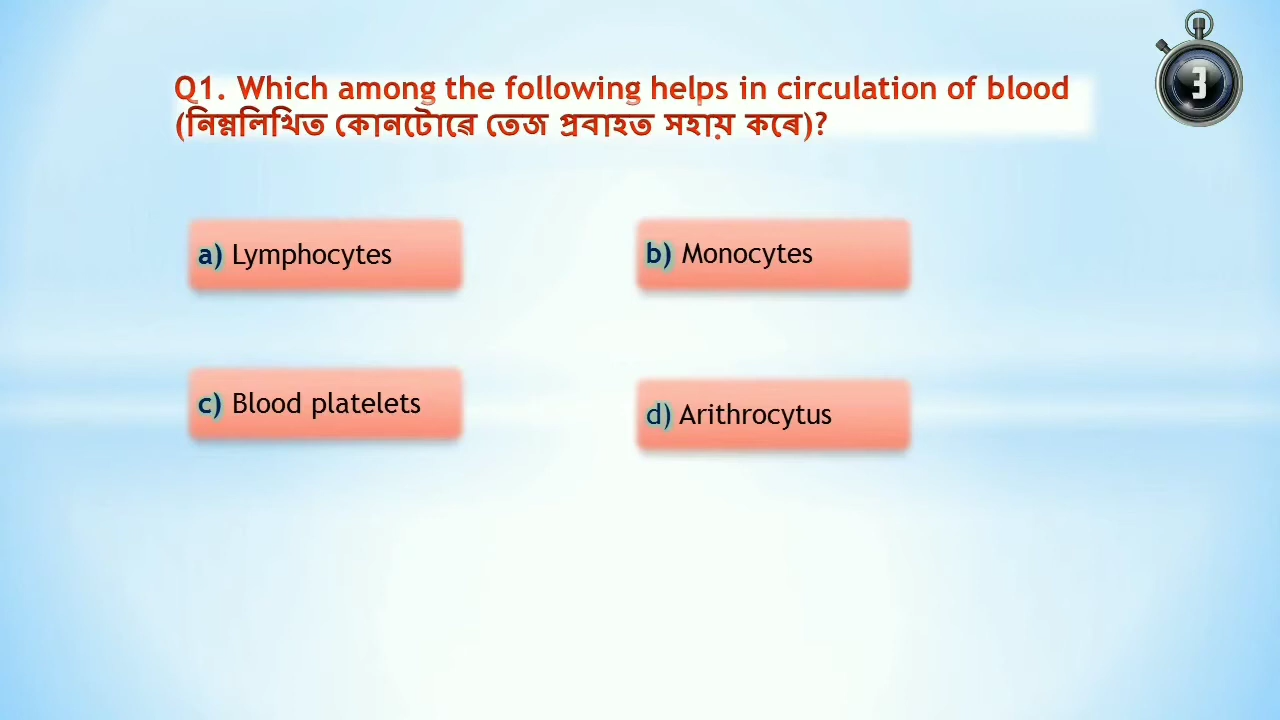 Q1. Which among the following helps in circulation of blood
(নিম্নলিখিত কোনটোৱে তেজ প্ৰবাহত সহায় কৰে)?
3
a) Lymphocytes
b) Monocytes
c) Blood platelets
d) Arithrocytus